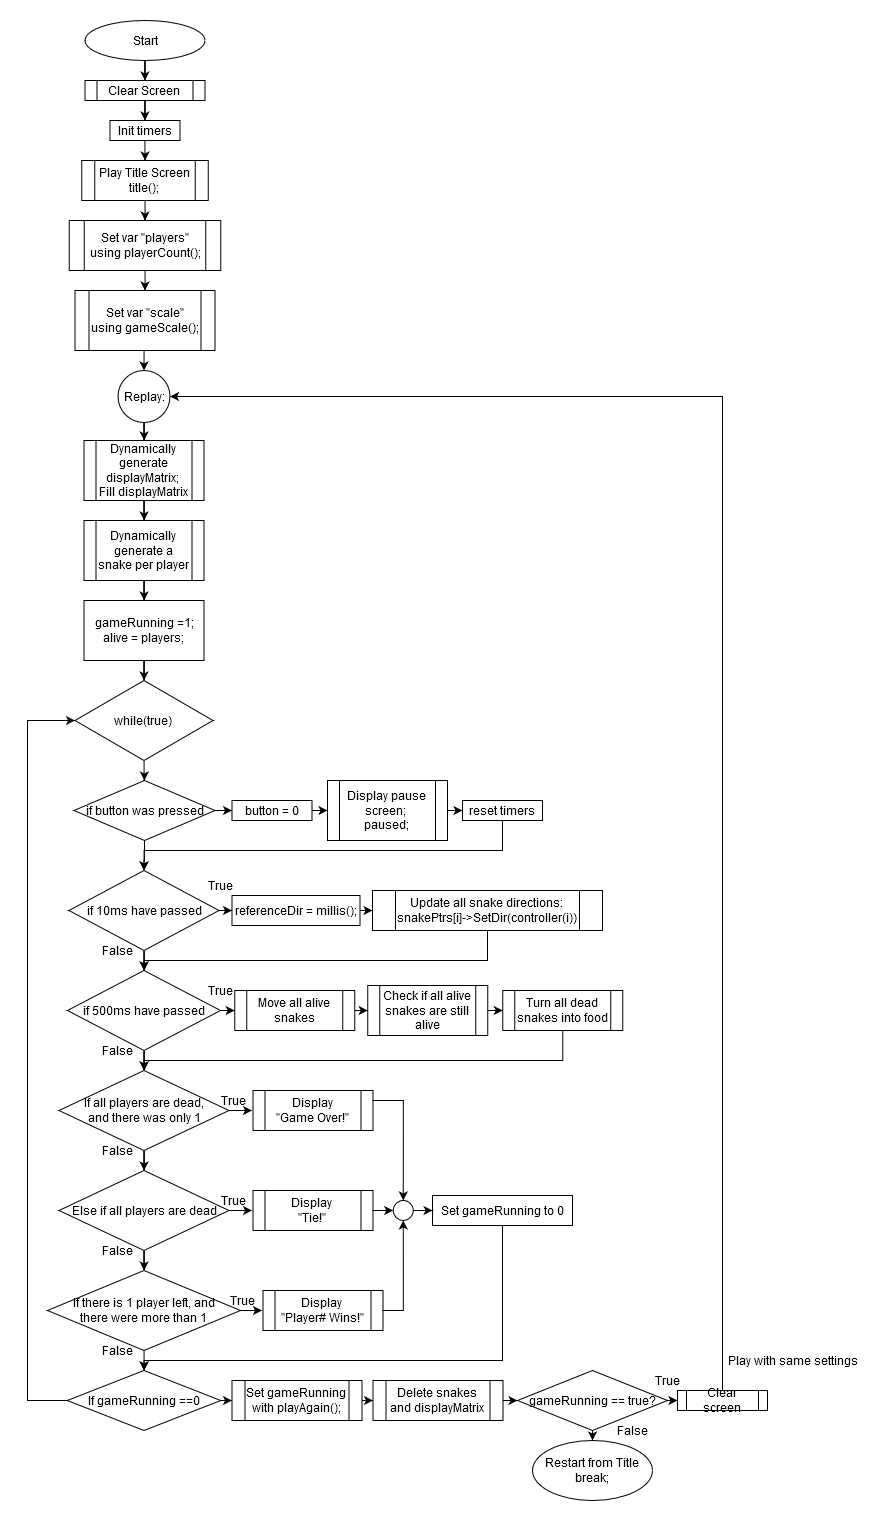 Start
Clear Screen
Init timers
Play Title Screen
title();
Set var "players"
using playerCount();
Set var "scale"
using gameScale();
Replay:
Dynamically
generate
displayMatrix;
Fill displayMatrix
Dynamically
generate a
snake per player
gameRunning =1;
alive = players;
while(true)
if button was pressed
button = 0
Display pause
screen;
paused;
reset timers
if 10ms have passed
True
referenceDir = millis();
Update all snake directions:
snakePtrs[i]->SetDir(controller(i))
False
if 500ms have passed
True
Move all alive
snakes
Check if all alive
snakes are still
alive
Turn all dead
snakes into food
False
If all players are dead,
and there was only 1
True
Display
"Game Over!"
False
Else if all players are dead
True
Display
"Tie!"
Set gameRunning to 0
False
If there is 1 player left, and
there were more than 1
True
Display
"Player# Wins!"
False
If gameRunning ==0
Set gameRunning
with playAgain();
Delete snakes
and displayMatrix
gameRunning == true?
True
Clear
screen
Play with same settings
False
Restart from Title
break;